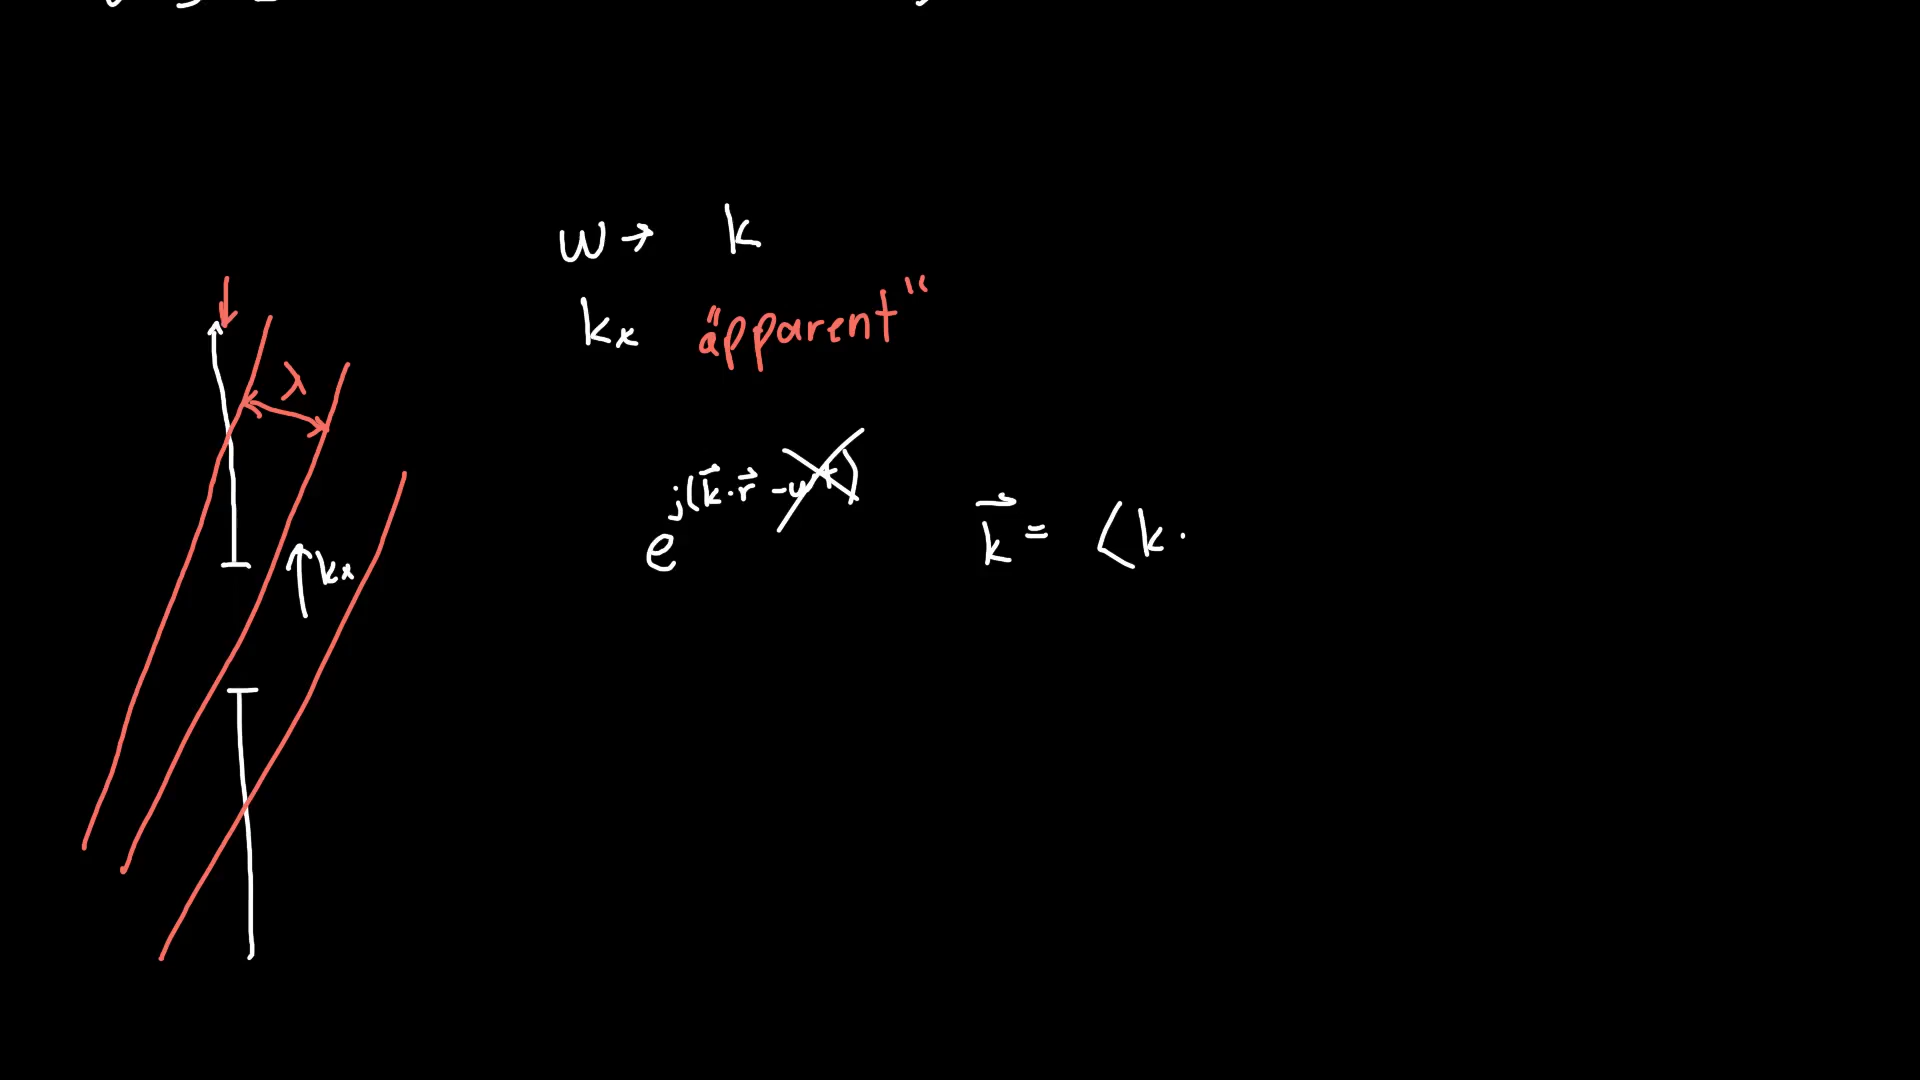 ω → k
kₓ "apparent"
λ
e^{j(k⃗·r⃗ -ωt)}
k⃗ = ⟨k.
kₓ